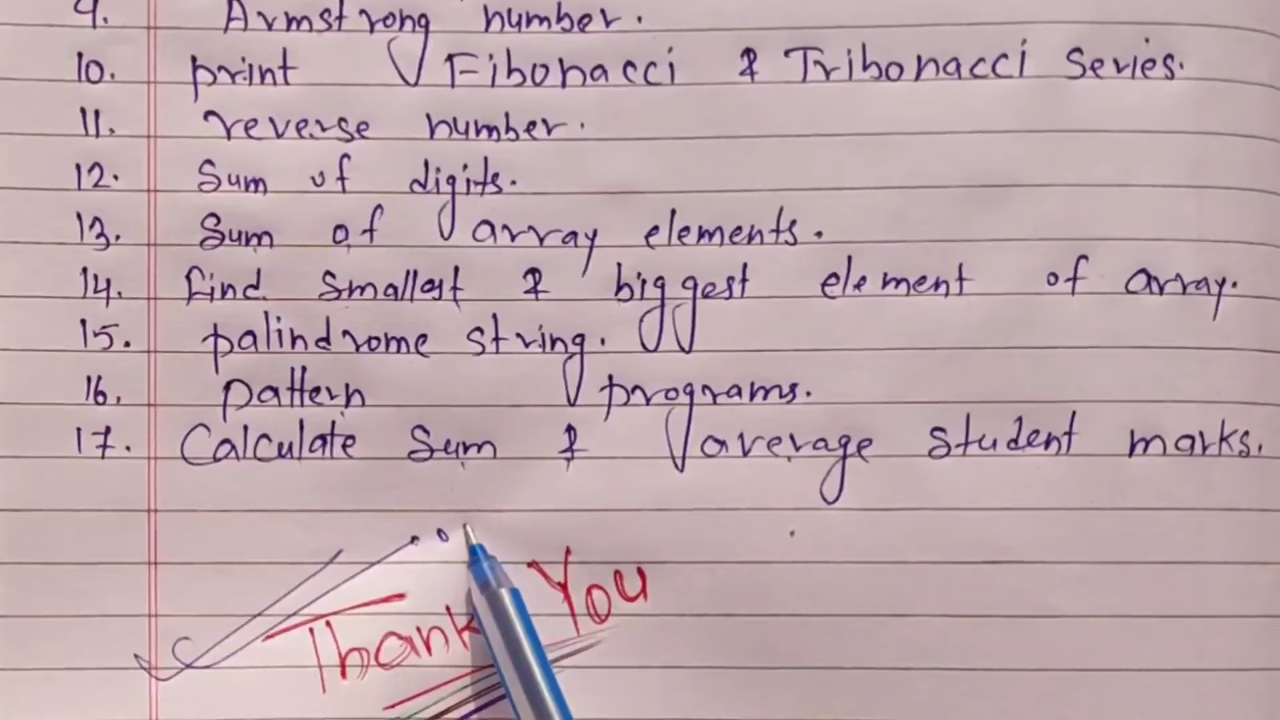 9. Armstrong number.
10. print Fibonacci & Tribonacci Series.
11. reverse number.
12. Sum of digits.
13. Sum of array elements.
14. find smallest & biggest element of array.
15. palindrome string.
16. pattern programs.
17. Calculate Sum & average student marks.
Thank You